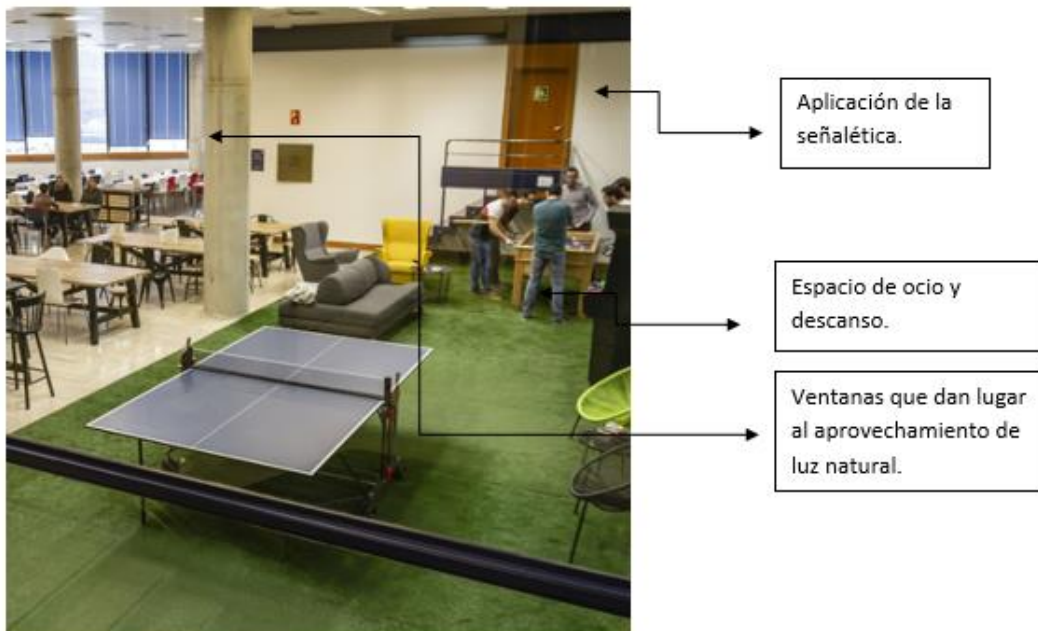 Aplicación de la
señalética.
Espacio de ocio y
descanso.
Ventanas que dan lugar
al aprovechamiento de
luz natural.